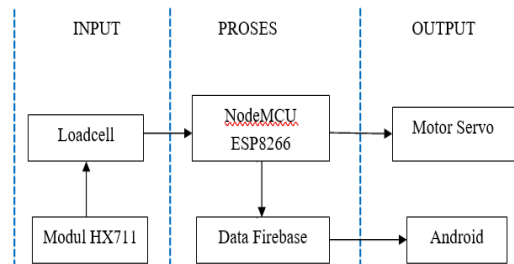 INPUT
PROSES
OUTPUT
Loadcell
NodeMCU
ESP8266
Motor Servo
Modul HX711
Data Firebase
Android